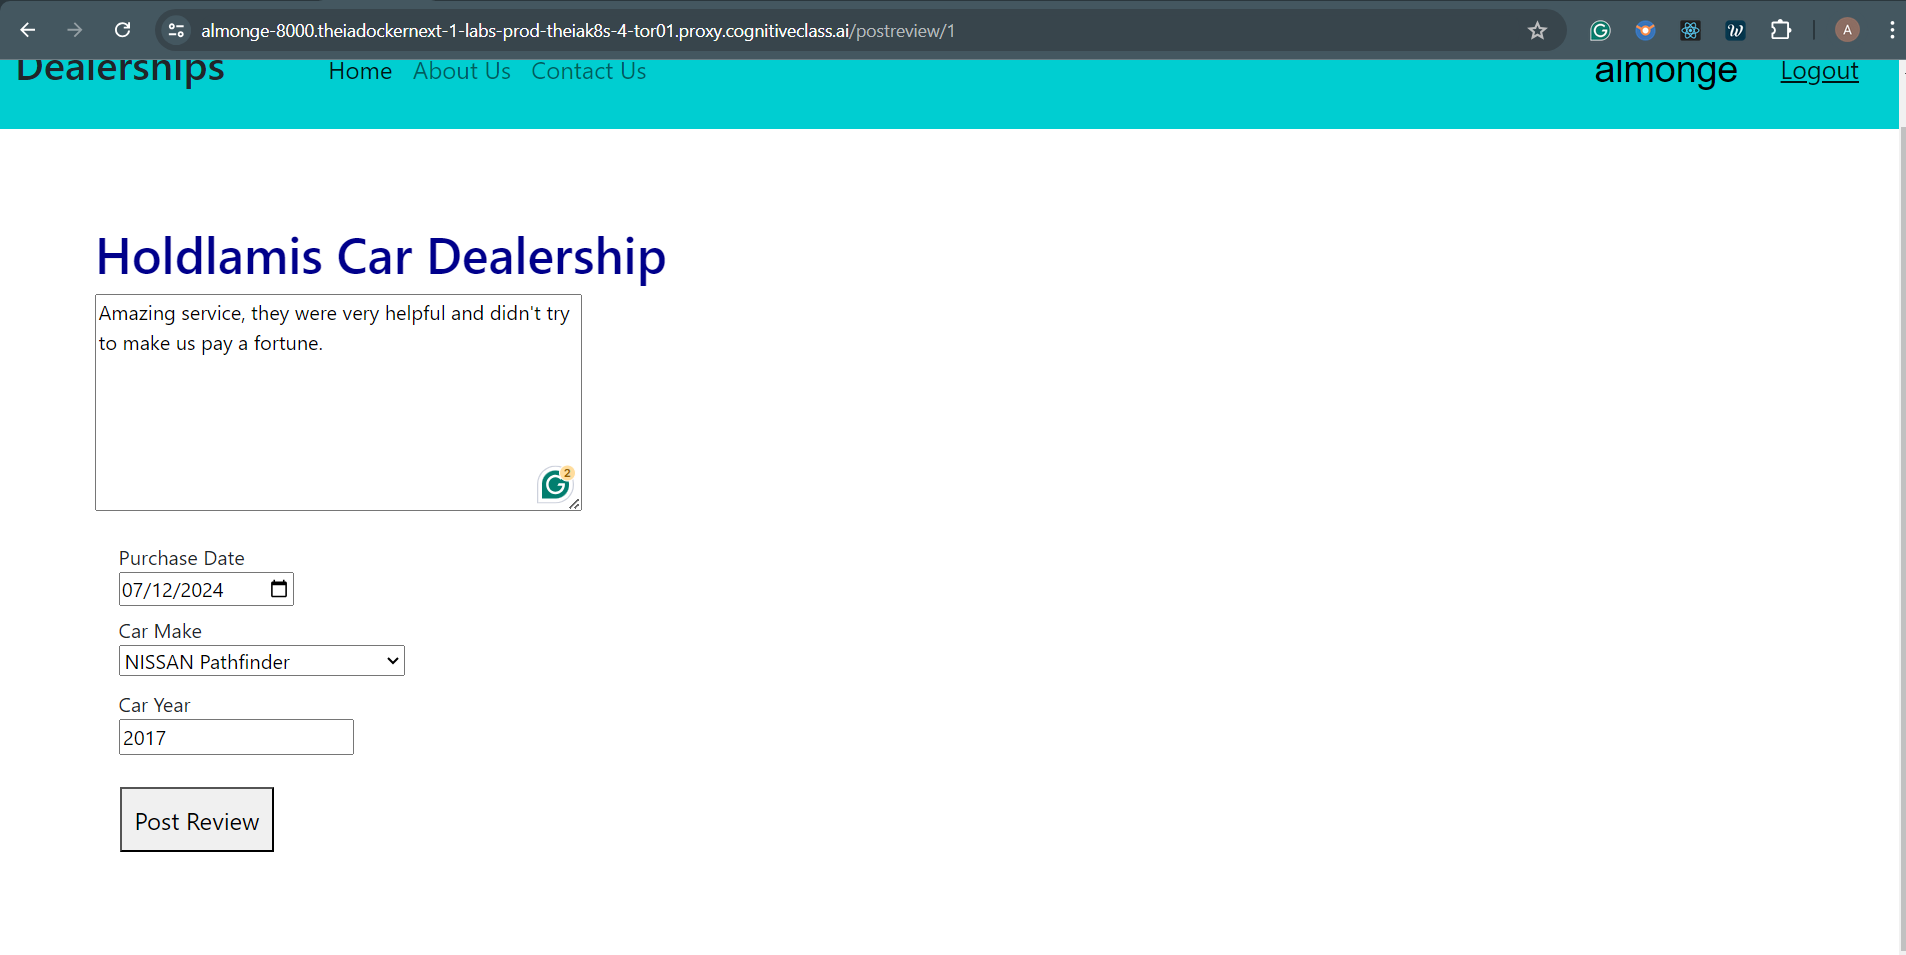 almonge-8000.theiadockernext-1-labs-prod-theiak8s-4-tor01.proxy.cognitiveclass.ai/postreview/1
A
Dealerships Home About Us Contact Us almonge Logout
Holdlamis Car Dealership
Amazing service, they were very helpful and didn't try
to make us pay a fortune.
2
Purchase Date
07/12/2024
Car Make
NISSAN Pathfinder
Car Year
2017
Post Review